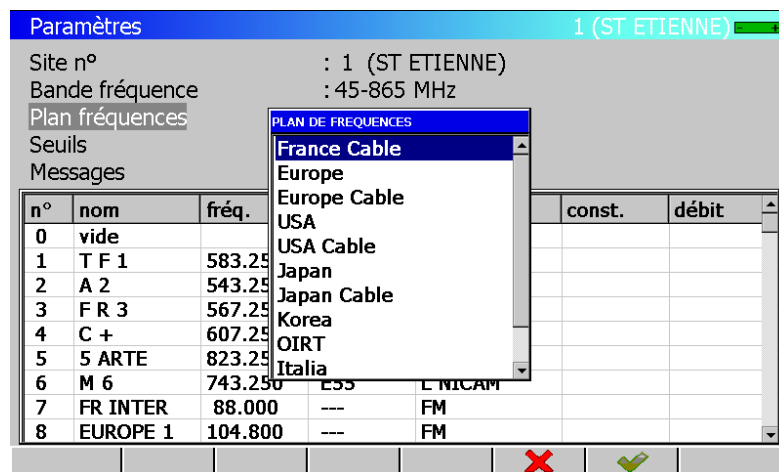 Paramètres 1 (ST ETIENNE)
Site nº : 1 (ST ETIENNE)
Bande fréquence : 45-865 MHz
Plan fréquences
Seuils
Messages
PLAN DE FREQUENCES
France Cable
Europe
Europe Cable
USA
USA Cable
Japan
Japan Cable
Korea
OIRT
Italia
n° nom fréq. const. débit
0 vide
1 T F 1 583.25
2 A 2 543.25
3 F R 3 567.25
4 C + 607.25
5 5 ARTE 823.25
6 M 6 743.250 E55 L NICAM
7 FR INTER 88.000 --- FM
8 EUROPE 1 104.800 --- FM